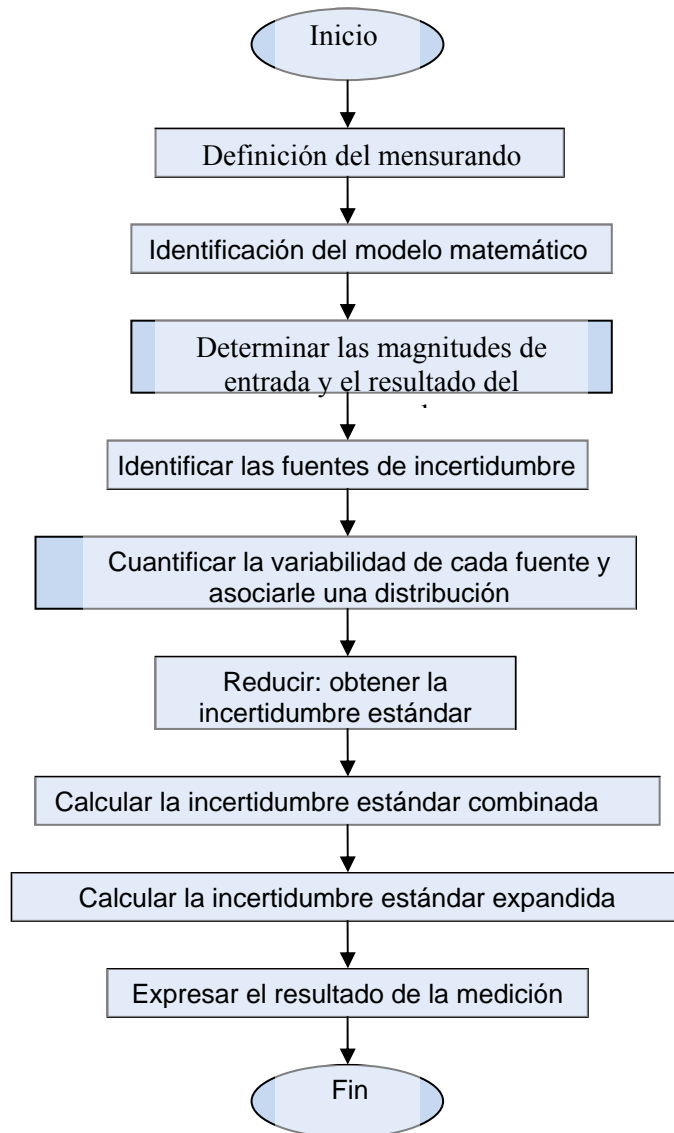 Inicio
Definición del mensurando
Identificación del modelo matemático
Determinar las magnitudes de
entrada y el resultado del
Identificar las fuentes de incertidumbre
Cuantificar la variabilidad de cada fuente y
asociarle una distribución
Reducir: obtener la
incertidumbre estándar
Calcular la incertidumbre estándar combinada
Calcular la incertidumbre estándar expandida
Expresar el resultado de la medición
Fin